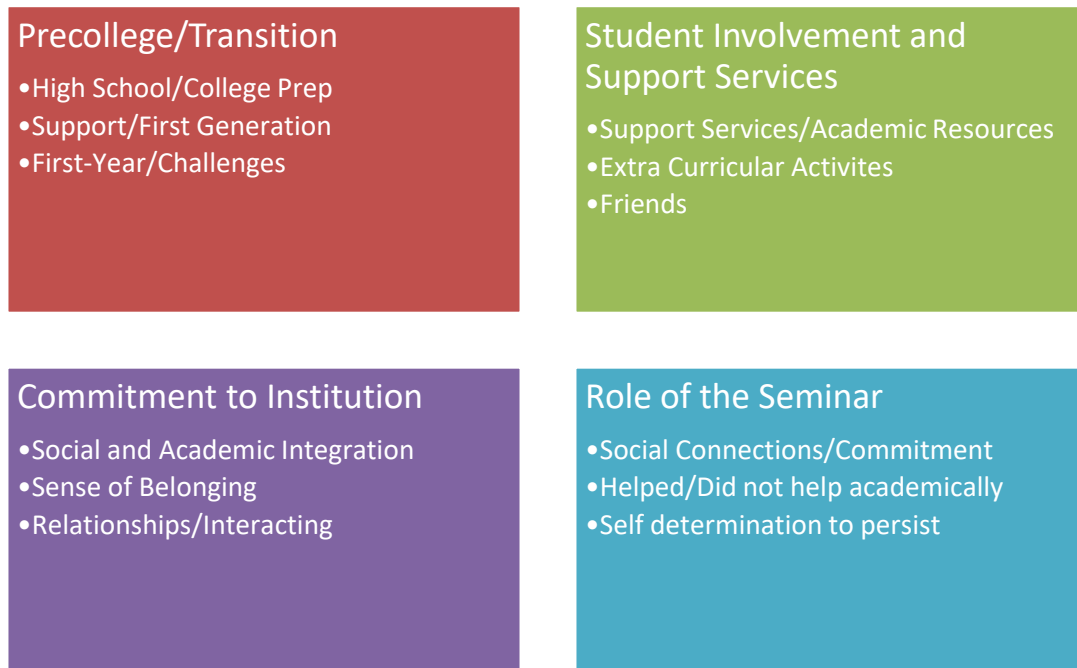 Precollege/Transition
•High School/College Prep
•Support/First Generation
•First-Year/Challenges
Student Involvement and
Support Services
•Support Services/Academic Resources
•Extra Curricular Activites
•Friends
Commitment to Institution
•Social and Academic Integration
•Sense of Belonging
•Relationships/Interacting
Role of the Seminar
•Social Connections/Commitment
•Helped/Did not help academically
•Self determination to persist